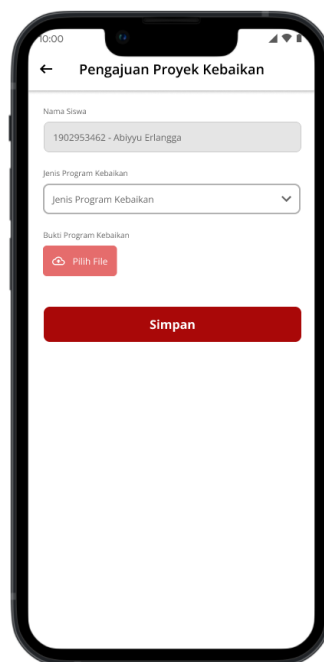 10:00
Pengajuan Proyek Kebaikan
Nama Siswa
1902953462 - Abiyyu Erlangga
Jenis Program Kebaikan
Jenis Program Kebaikan
Bukti Program Kebaikan
Pilih File
Simpan